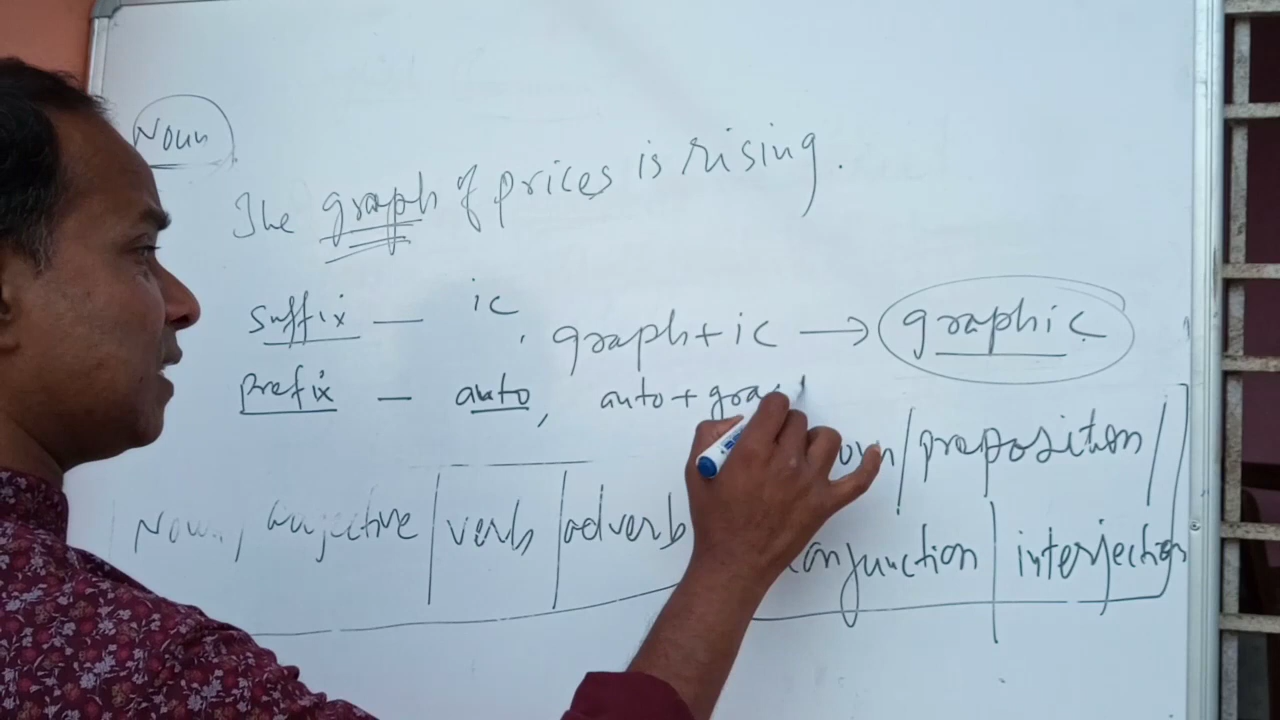 Noun
The graph of prices is rising.
suffix — ic, graph+ic → graphic
prefix — auto, auto+gra
/ preposition /
Noun, adjective / verb / adverb
conjunction / interjection